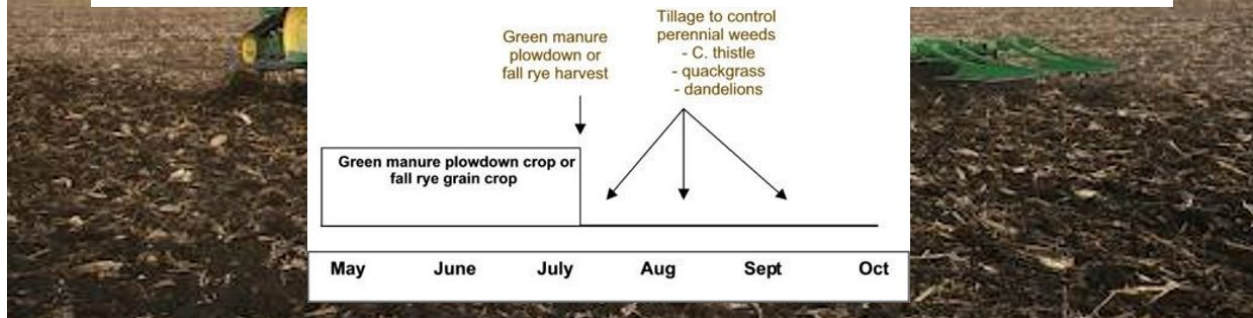 Green manure
plowdown or
fall rye harvest
Tillage to control
perennial weeds
- C. thistle
- quackgrass
- dandelions
Green manure plowdown crop or
fall rye grain crop
May June July Aug Sept Oct